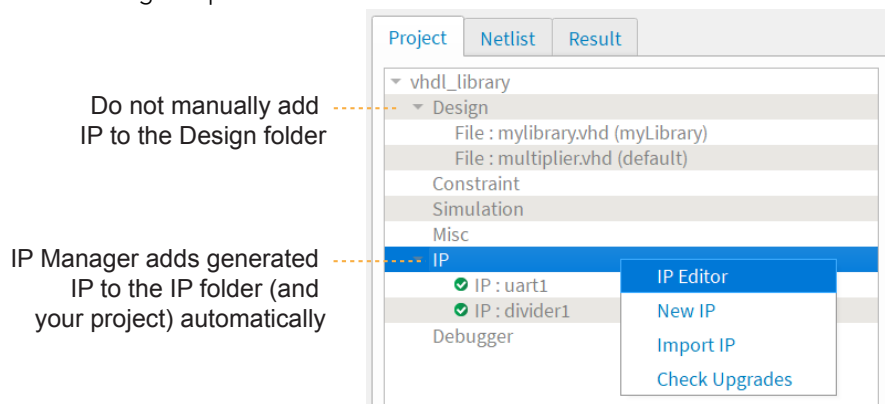 Project Netlist Result
vhdl_library
Do not manually add
IP to the Design folder
Design
File : mylibrary.vhd (myLibrary)
File : multiplier.vhd (default)
Constraint
Simulation
Misc
IP Manager adds generated
IP to the IP folder (and
your project) automatically
IP
IP : uart1
IP : divider1
Debugger
IP Editor
New IP
Import IP
Check Upgrades